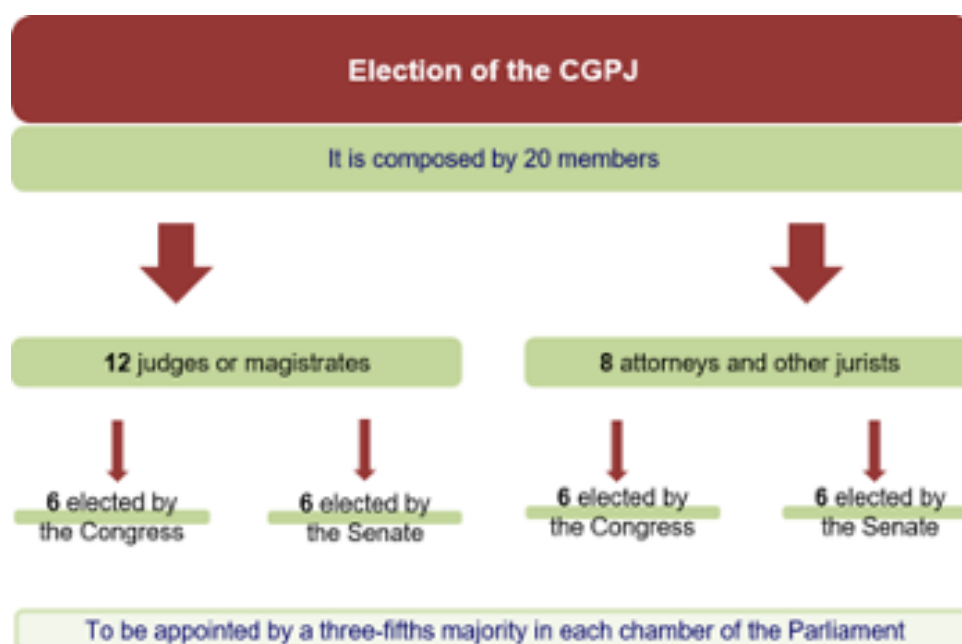 Election of the CGPJ
It is composed by 20 members
12 judges or magistrates
8 attorneys and other jurists
6 elected by
the Congress
6 elected by
the Senate
6 elected by
the Congress
6 elected by
the Senate
To be appointed by a three-fifths majority in each chamber of the Parliament